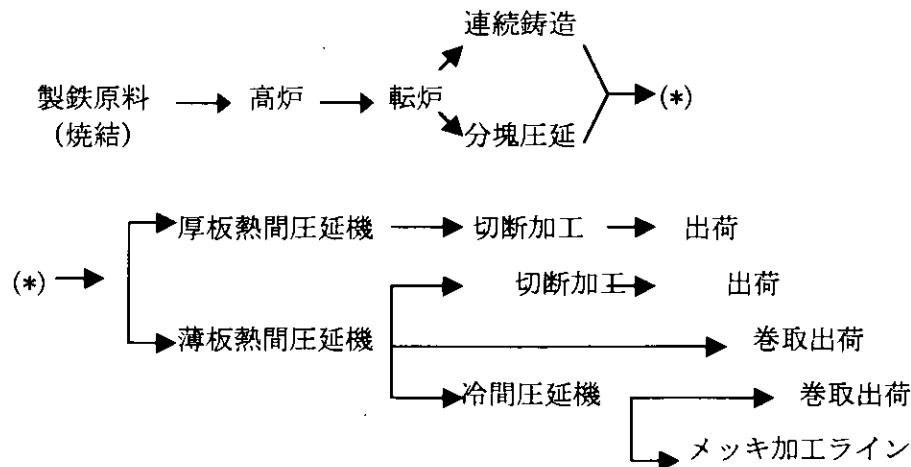 連続鋳造
製鉄原料 高炉 転炉 (*)
(焼結)
分塊圧延
厚板熱間圧延機 切断加工 出荷
(*) 切断加工 出荷
薄板熱間圧延機 巻取出荷
冷間圧延機 巻取出荷
メッキ加工ライン